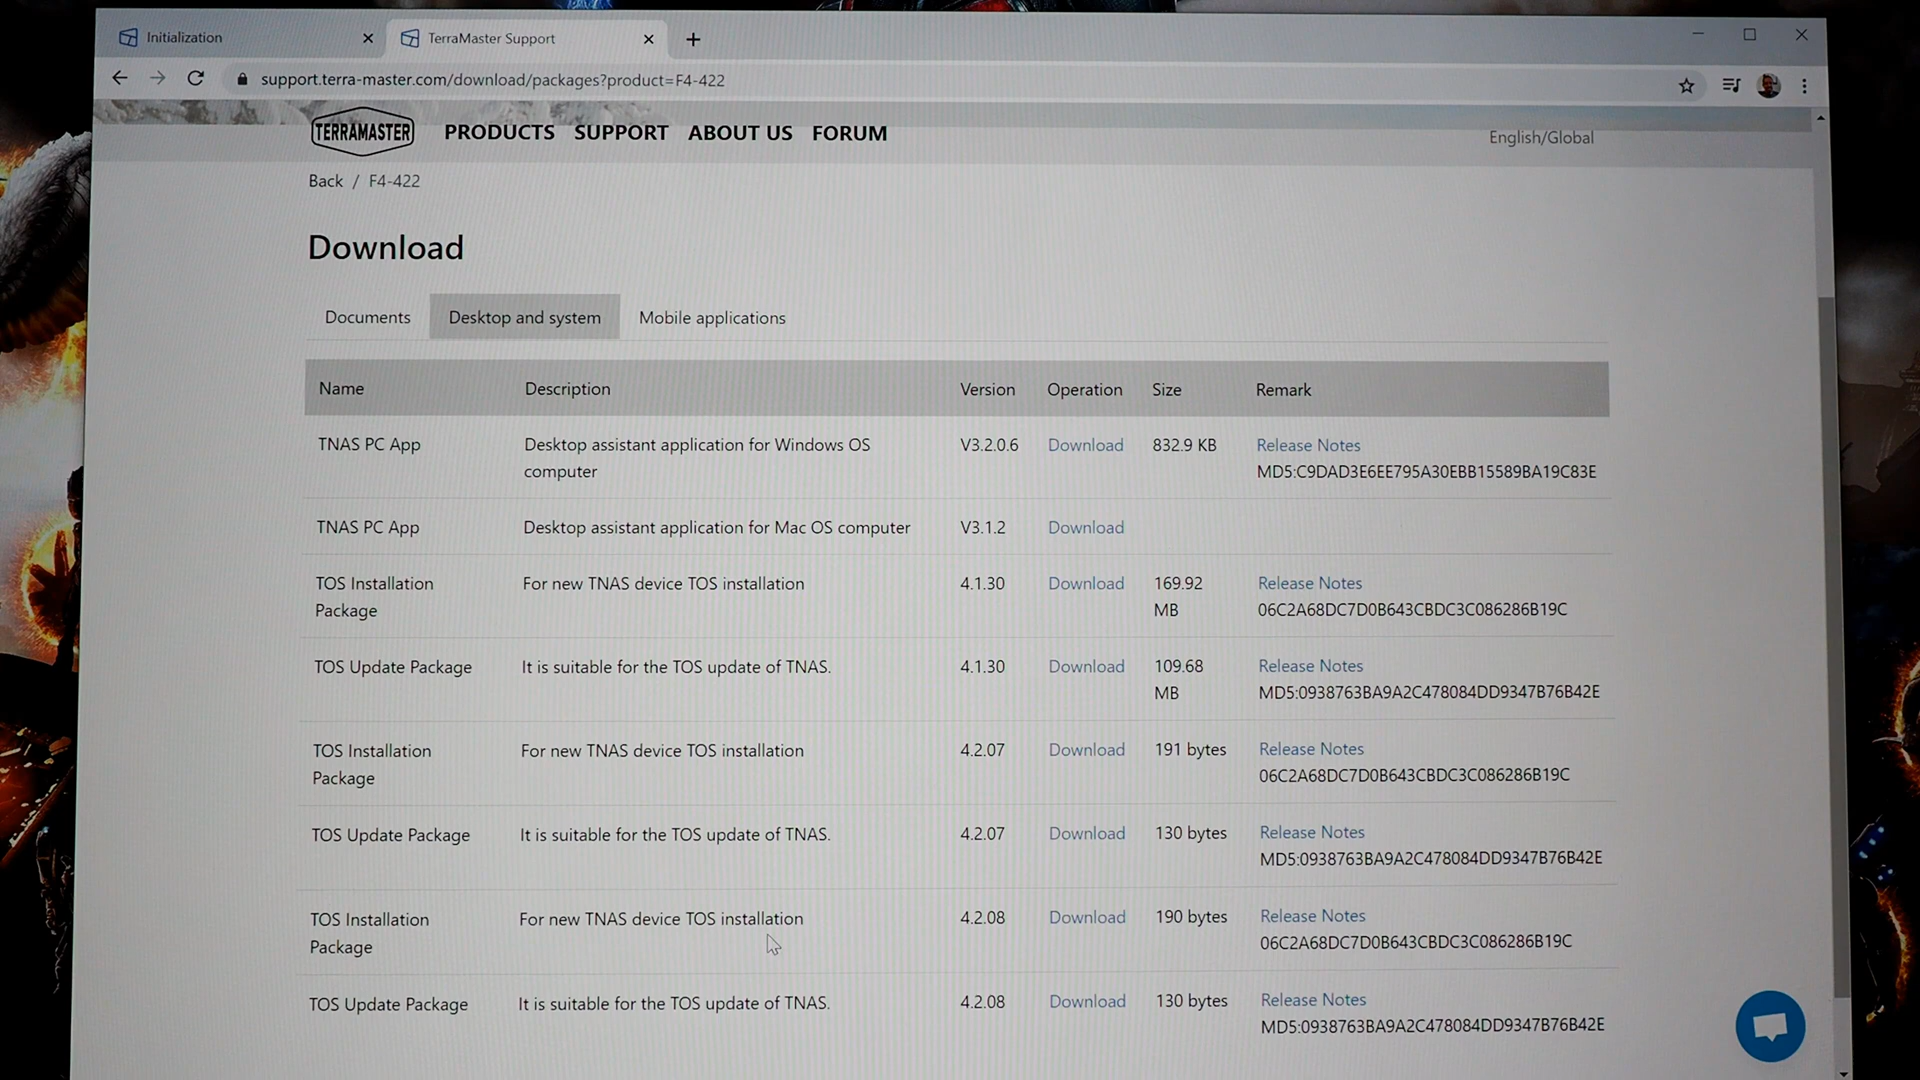 Initialization
TerraMaster Support
support.terra-master.com/download/packages?product=F4-422
TERRAMASTER PRODUCTS SUPPORT ABOUT US FORUM
English/Global
Back / F4-422
Download
Documents Desktop and system Mobile applications
Name Description Version Operation Size Remark
TNAS PC App Desktop assistant application for Windows OS V3.2.0.6 Download 832.9 KB Release Notes
computer MD5:C9DAD3E6EE795A30EBB15589BA19C83E
TNAS PC App Desktop assistant application for Mac OS computer V3.1.2 Download
TOS Installation For new TNAS device TOS installation 4.1.30 Download 169.92 Release Notes
Package MB 06C2A68DC7D0B643CBDC3C086286B19C
TOS Update Package It is suitable for the TOS update of TNAS. 4.1.30 Download 109.68 Release Notes
MB MD5:0938763BA9A2C478084DD9347B76B42E
TOS Installation For new TNAS device TOS installation 4.2.07 Download 191 bytes Release Notes
Package 06C2A68DC7D0B643CBDC3C086286B19C
TOS Update Package It is suitable for the TOS update of TNAS. 4.2.07 Download 130 bytes Release Notes
MD5:0938763BA9A2C478084DD9347B76B42E
TOS Installation For new TNAS device TOS installation 4.2.08 Download 190 bytes Release Notes
Package 06C2A68DC7D0B643CBDC3C086286B19C
TOS Update Package It is suitable for the TOS update of TNAS. 4.2.08 Download 130 bytes Release Notes
MD5:0938763BA9A2C478084DD9347B76B42E